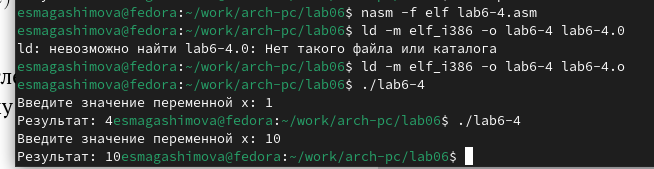 esmagashimova@fedora:~/work/arch-pc/lab06$ nasm -f elf lab6-4.asm
esmagashimova@fedora:~/work/arch-pc/lab06$ ld -m elf_i386 -o lab6-4 lab6-4.0
ld: невозможно найти lab6-4.0: Нет такого файла или каталога
esmagashimova@fedora:~/work/arch-pc/lab06$ ld -m elf_i386 -o lab6-4 lab6-4.o
esmagashimova@fedora:~/work/arch-pc/lab06$ ./lab6-4
Введите значение переменной x: 1
Результат: 4esmagashimova@fedora:~/work/arch-pc/lab06$ ./lab6-4
Введите значение переменной x: 10
Результат: 10esmagashimova@fedora:~/work/arch-pc/lab06$